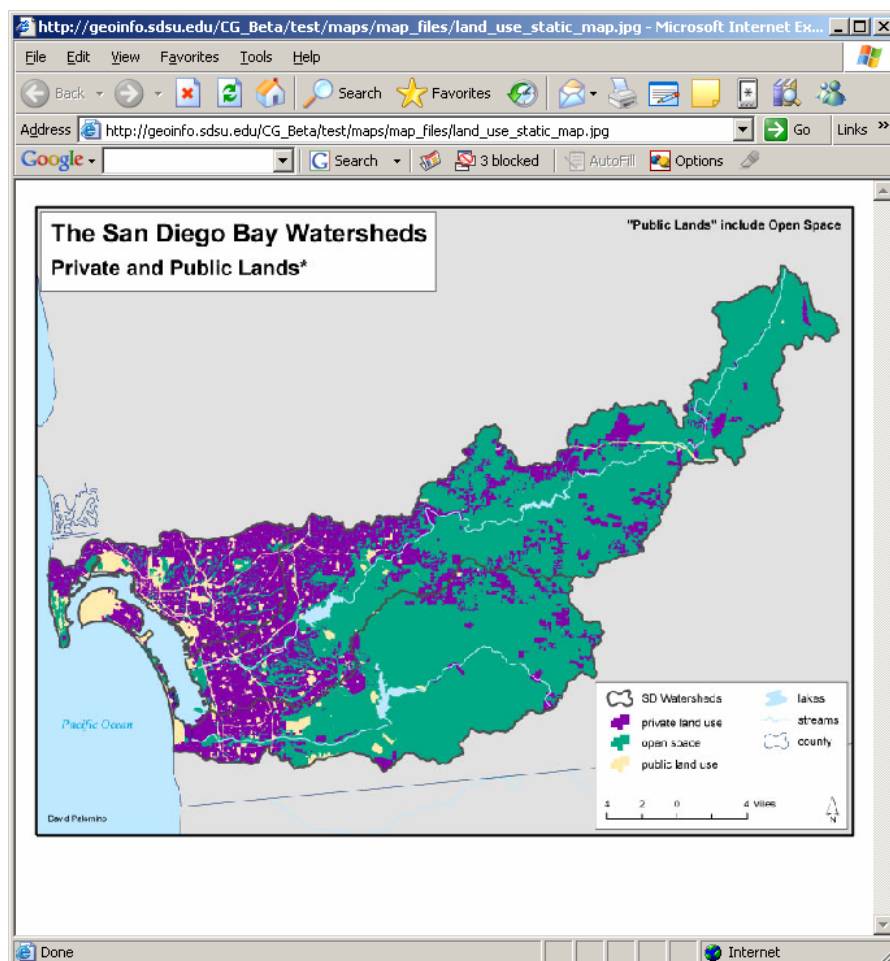 http://geoinfo.sdsu.edu/CG_Beta/test/maps/map_files/land_use_static_map.jpg - Microsoft Internet Ex...
File Edit View Favorites Tools Help
Back Search Favorites
Address http://geoinfo.sdsu.edu/CG_Beta/test/maps/map_files/land_use_static_map.jpg Go Links »
Google Search 3 blocked AutoFill Options
The San Diego Bay Watersheds
Private and Public Lands*
"Public Lands" include Open Space
Pacific Ocean
SD Watersheds
private land use
open space
public land use
lakes
streams
county
4 2 0 4 Miles
N
David Palomino
Done Internet